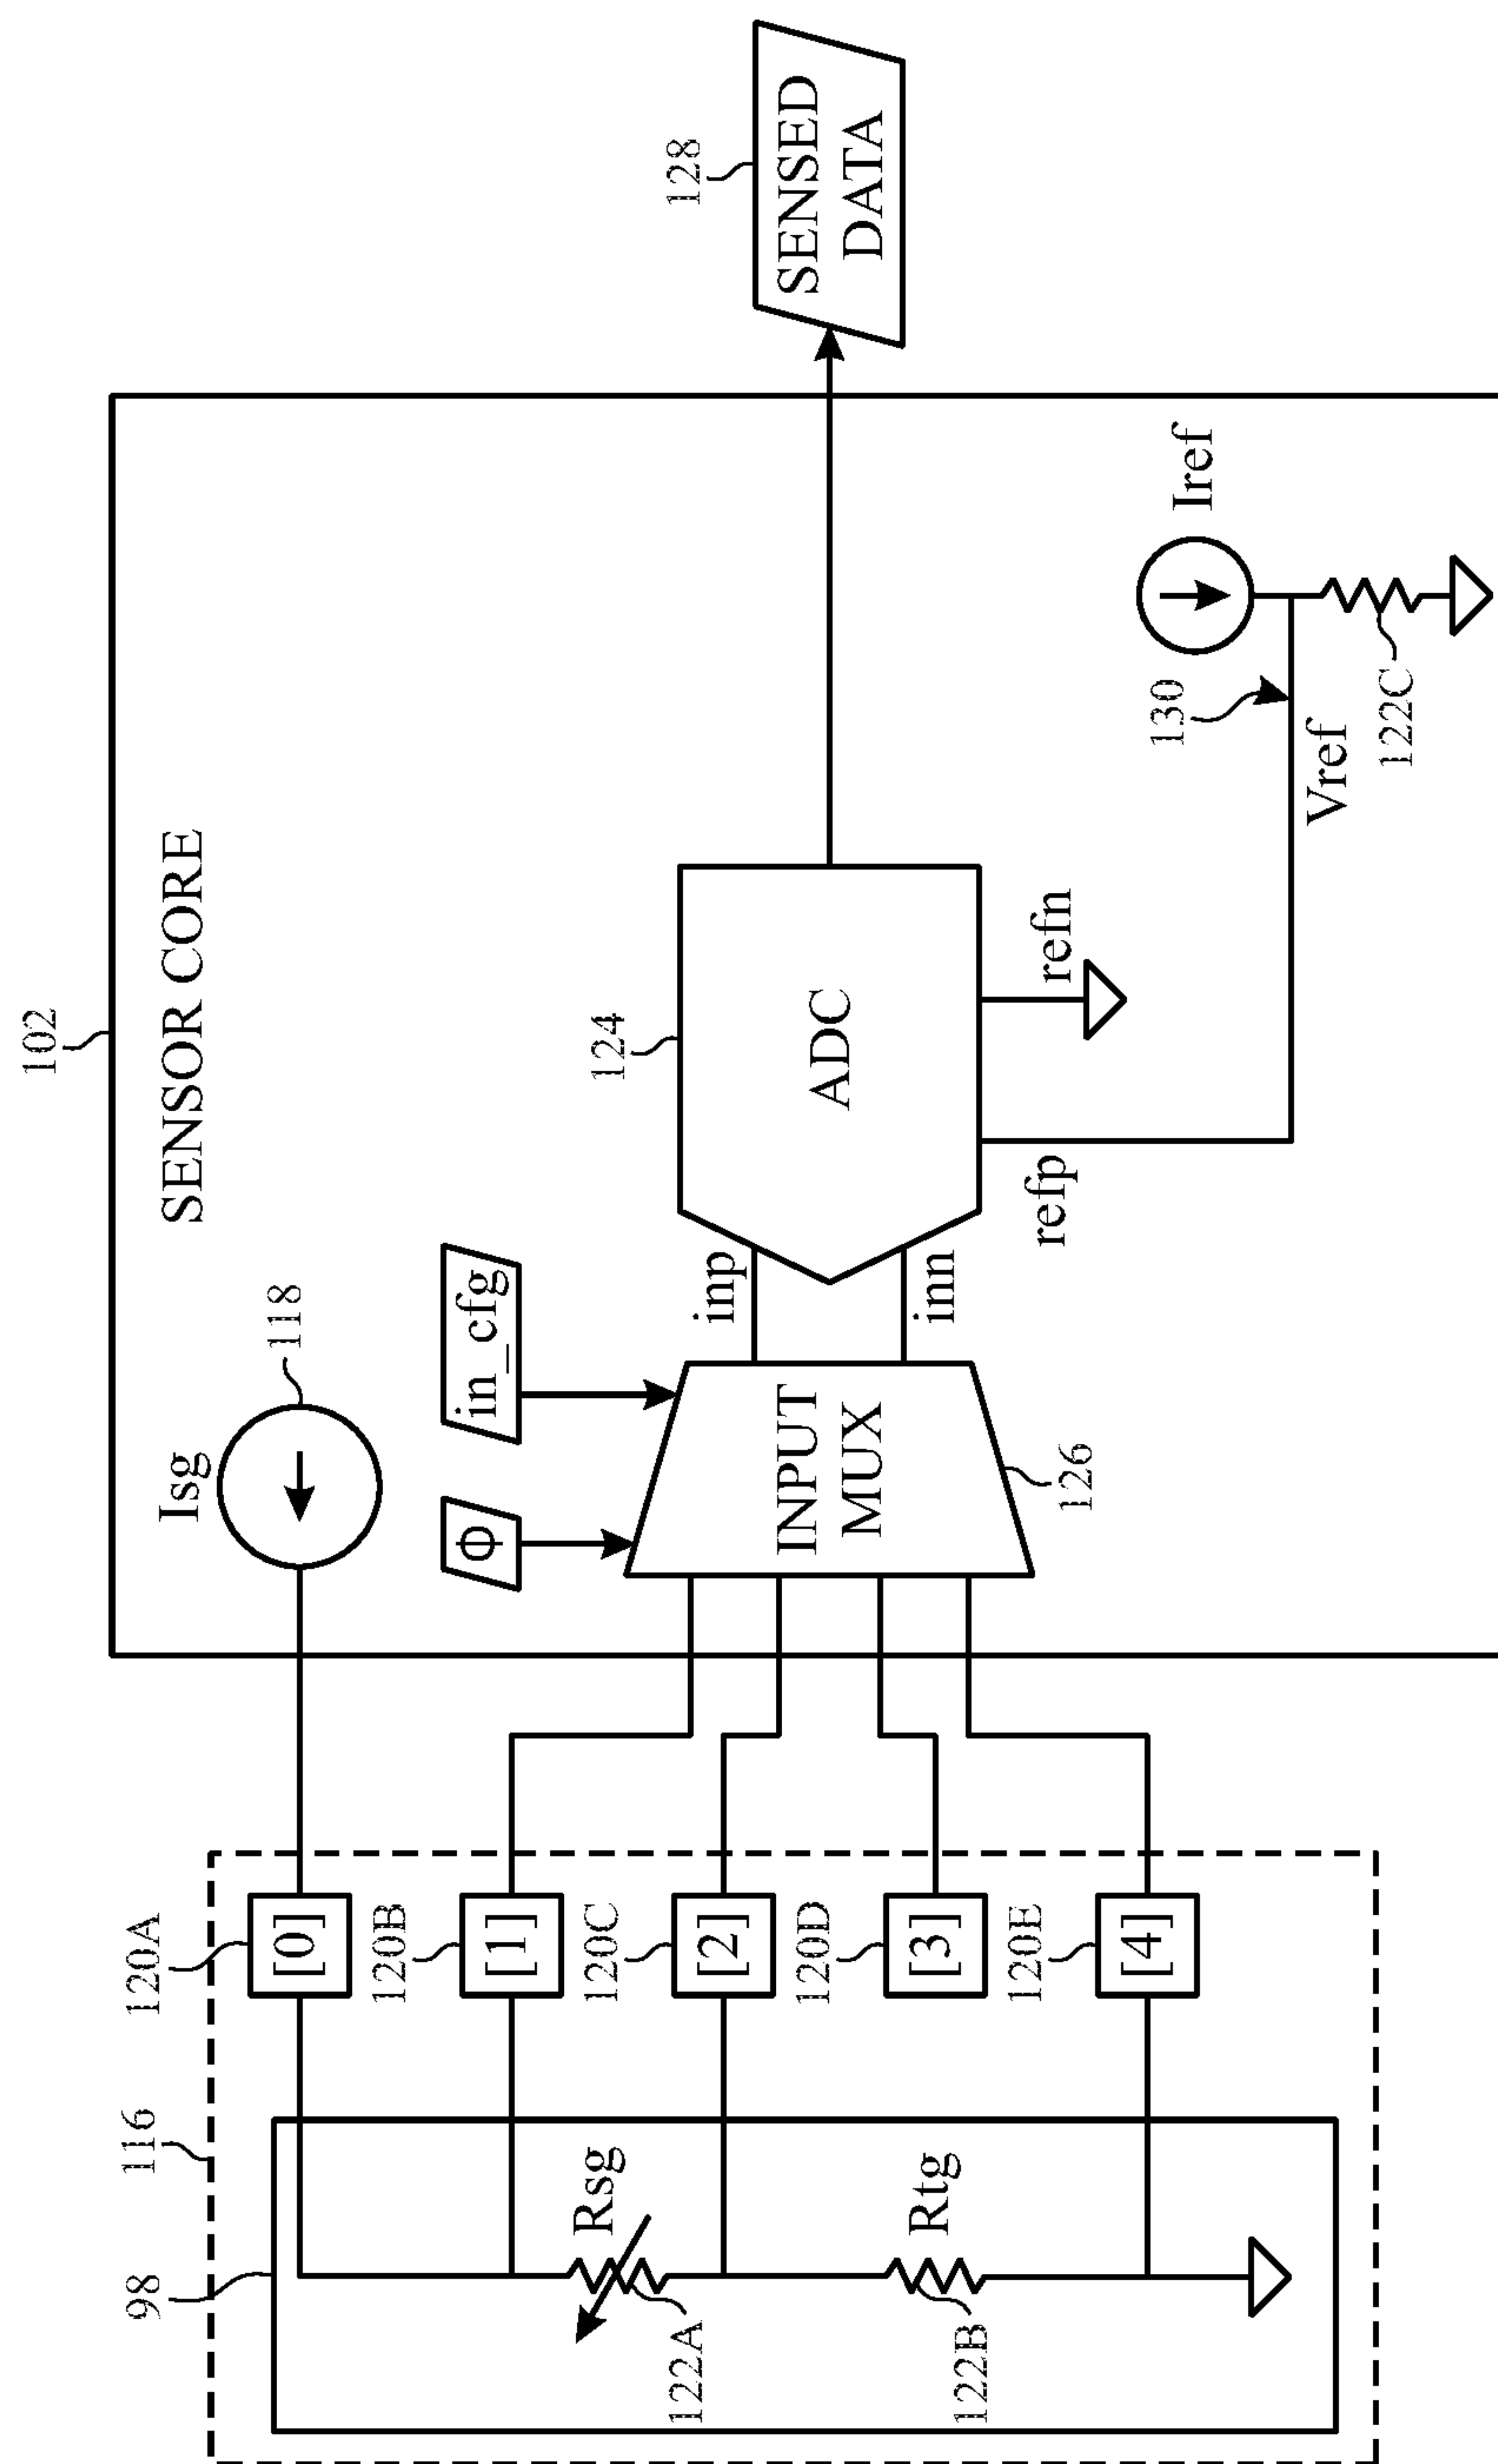 102
SENSOR CORE
116
98
120A
[0]
Isg
118
120B
[1]
Φ
in_cfg
Rsg
122A
120C
[2]
INPUT
MUX
126
inp
inn
124
ADC
128
SENSED
DATA
120D
[3]
Rtg
122B
120E
[4]
refp
refn
130
Iref
Vref
122C